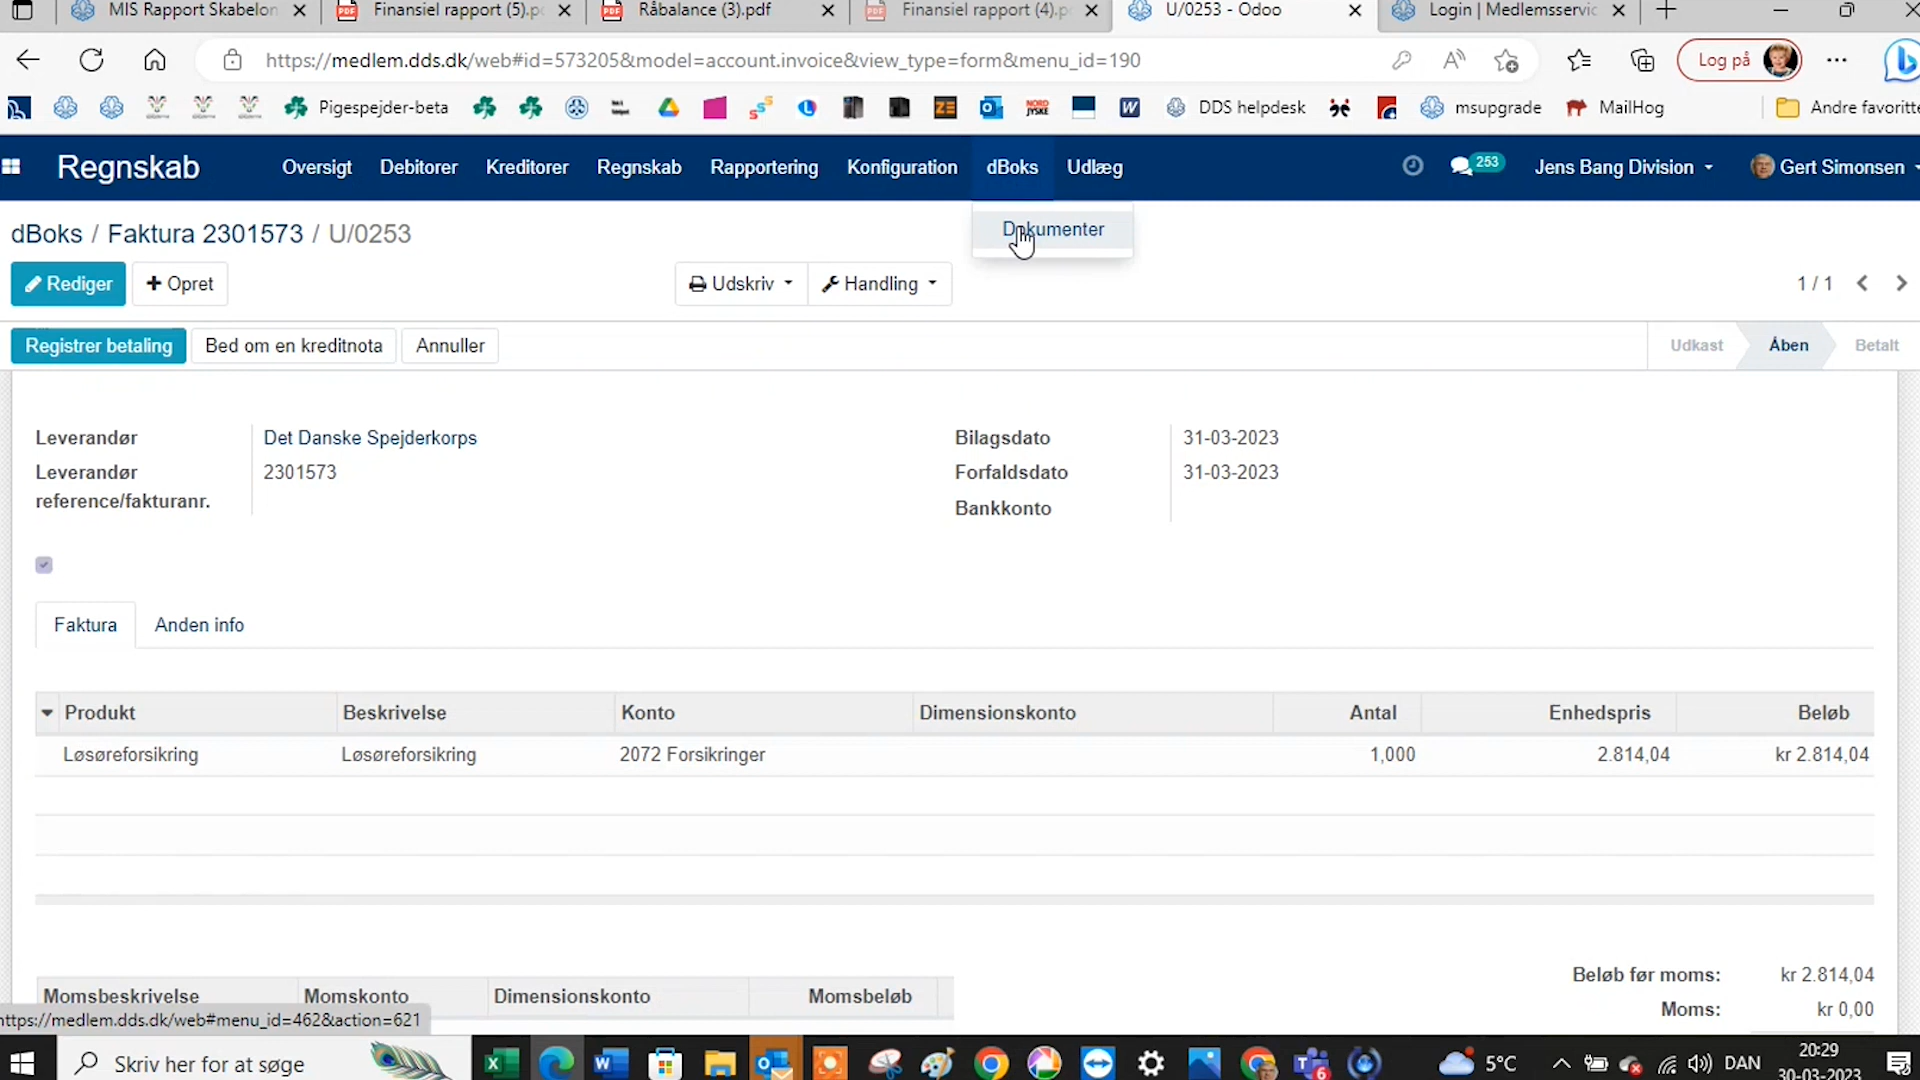 MIS Rapport Skabelon
Finansiel rapport (5).p
Råbalance (3).pdf
Finansiel rapport (4).p
U/0253 - Odoo
Login | Medlemsservic
https://medlem.dds.dk/web#id=573205&model=account.invoice&view_type=form&menu_id=190
Log på
Pigespejder-beta
DDS helpdesk
msupgrade
MailHog
Andre favoritte
Regnskab
Oversigt
Debitorer
Kreditorer
Regnskab
Rapportering
Konfiguration
dBoks
Udlæg
253
Jens Bang Division
Gert Simonsen
Dokumenter
dBoks / Faktura 2301573 / U/0253
Rediger
+ Opret
Udskriv
Handling
1 / 1
Registrer betaling
Bed om en kreditnota
Annuller
Udkast
Åben
Betalt
Leverandør
Det Danske Spejderkorps
Leverandør
reference/fakturanr.
2301573
Bilagsdato
31-03-2023
Forfaldsdato
31-03-2023
Bankkonto
Faktura
Anden info
Produkt
Beskrivelse
Konto
Dimensionskonto
Antal
Enhedspris
Beløb
Løsøreforsikring
Løsøreforsikring
2072 Forsikringer
1,000
2.814,04
kr 2.814,04
Beløb før moms:
kr 2.814,04
Momsbeskrivelse
Momskonto
Dimensionskonto
Momsbeløb
Moms:
kr 0,00
https://medlem.dds.dk/web#menu_id=462&action=621
Skriv her for at søge
5°C
DAN
20:29
30-03-2023